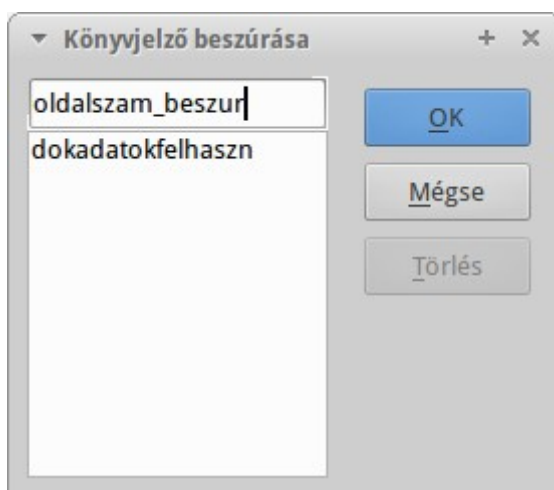 Könyvjelző beszúrása
oldalszam_beszur
dokadatokfelhaszn
OK
Mégse
Törlés